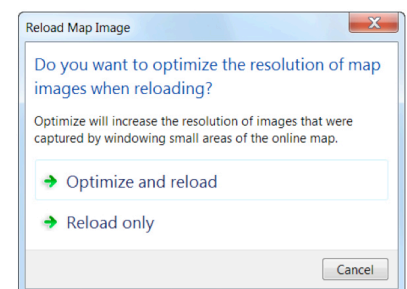 Reload Map Image
Do you want to optimize the resolution of map
images when reloading?
Optimize will increase the resolution of images that were
captured by windowing small areas of the online map.
Optimize and reload
Reload only
Cancel